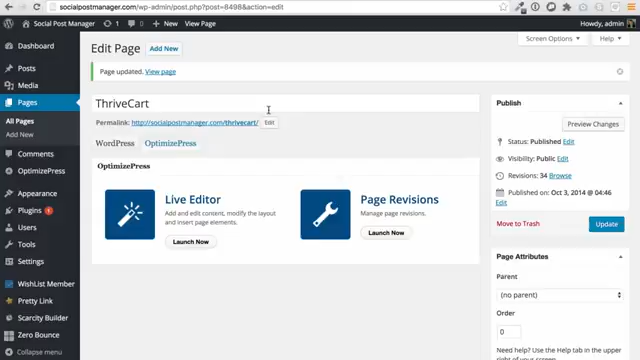 socialpostmanager.com/wp-admin/post.php?post=8498&action=edit
Social Post Manager 1 0 + New View Page Howdy, admin
Dashboard
Posts
Media
Pages
All Pages
Add New
Comments
OptimizePress
Appearance
Plugins 1
Users
Tools
Settings
WishList Member
Pretty Link
Scarcity Builder
Zero Bounce
Collapse menu
Screen Options
Help
Edit Page Add New
Page updated. View page
ThriveCart
Permalink: http://socialpostmanager.com/thrivecart/ Edit
WordPress OptimizePress
OptimizePress
Live Editor
Add and edit content, modify the layout
and insert page elements.
Launch Now
Page Revisions
Manage page revisions.
Launch Now
Publish
Preview Changes
Status: Published Edit
Visibility: Public Edit
Revisions: 34 Browse
Published on: Oct 3, 2014 @ 04:46
Edit
Move to Trash
Update
Page Attributes
Parent
(no parent)
Order
0
Need help? Use the Help tab in the upper
right of your screen.